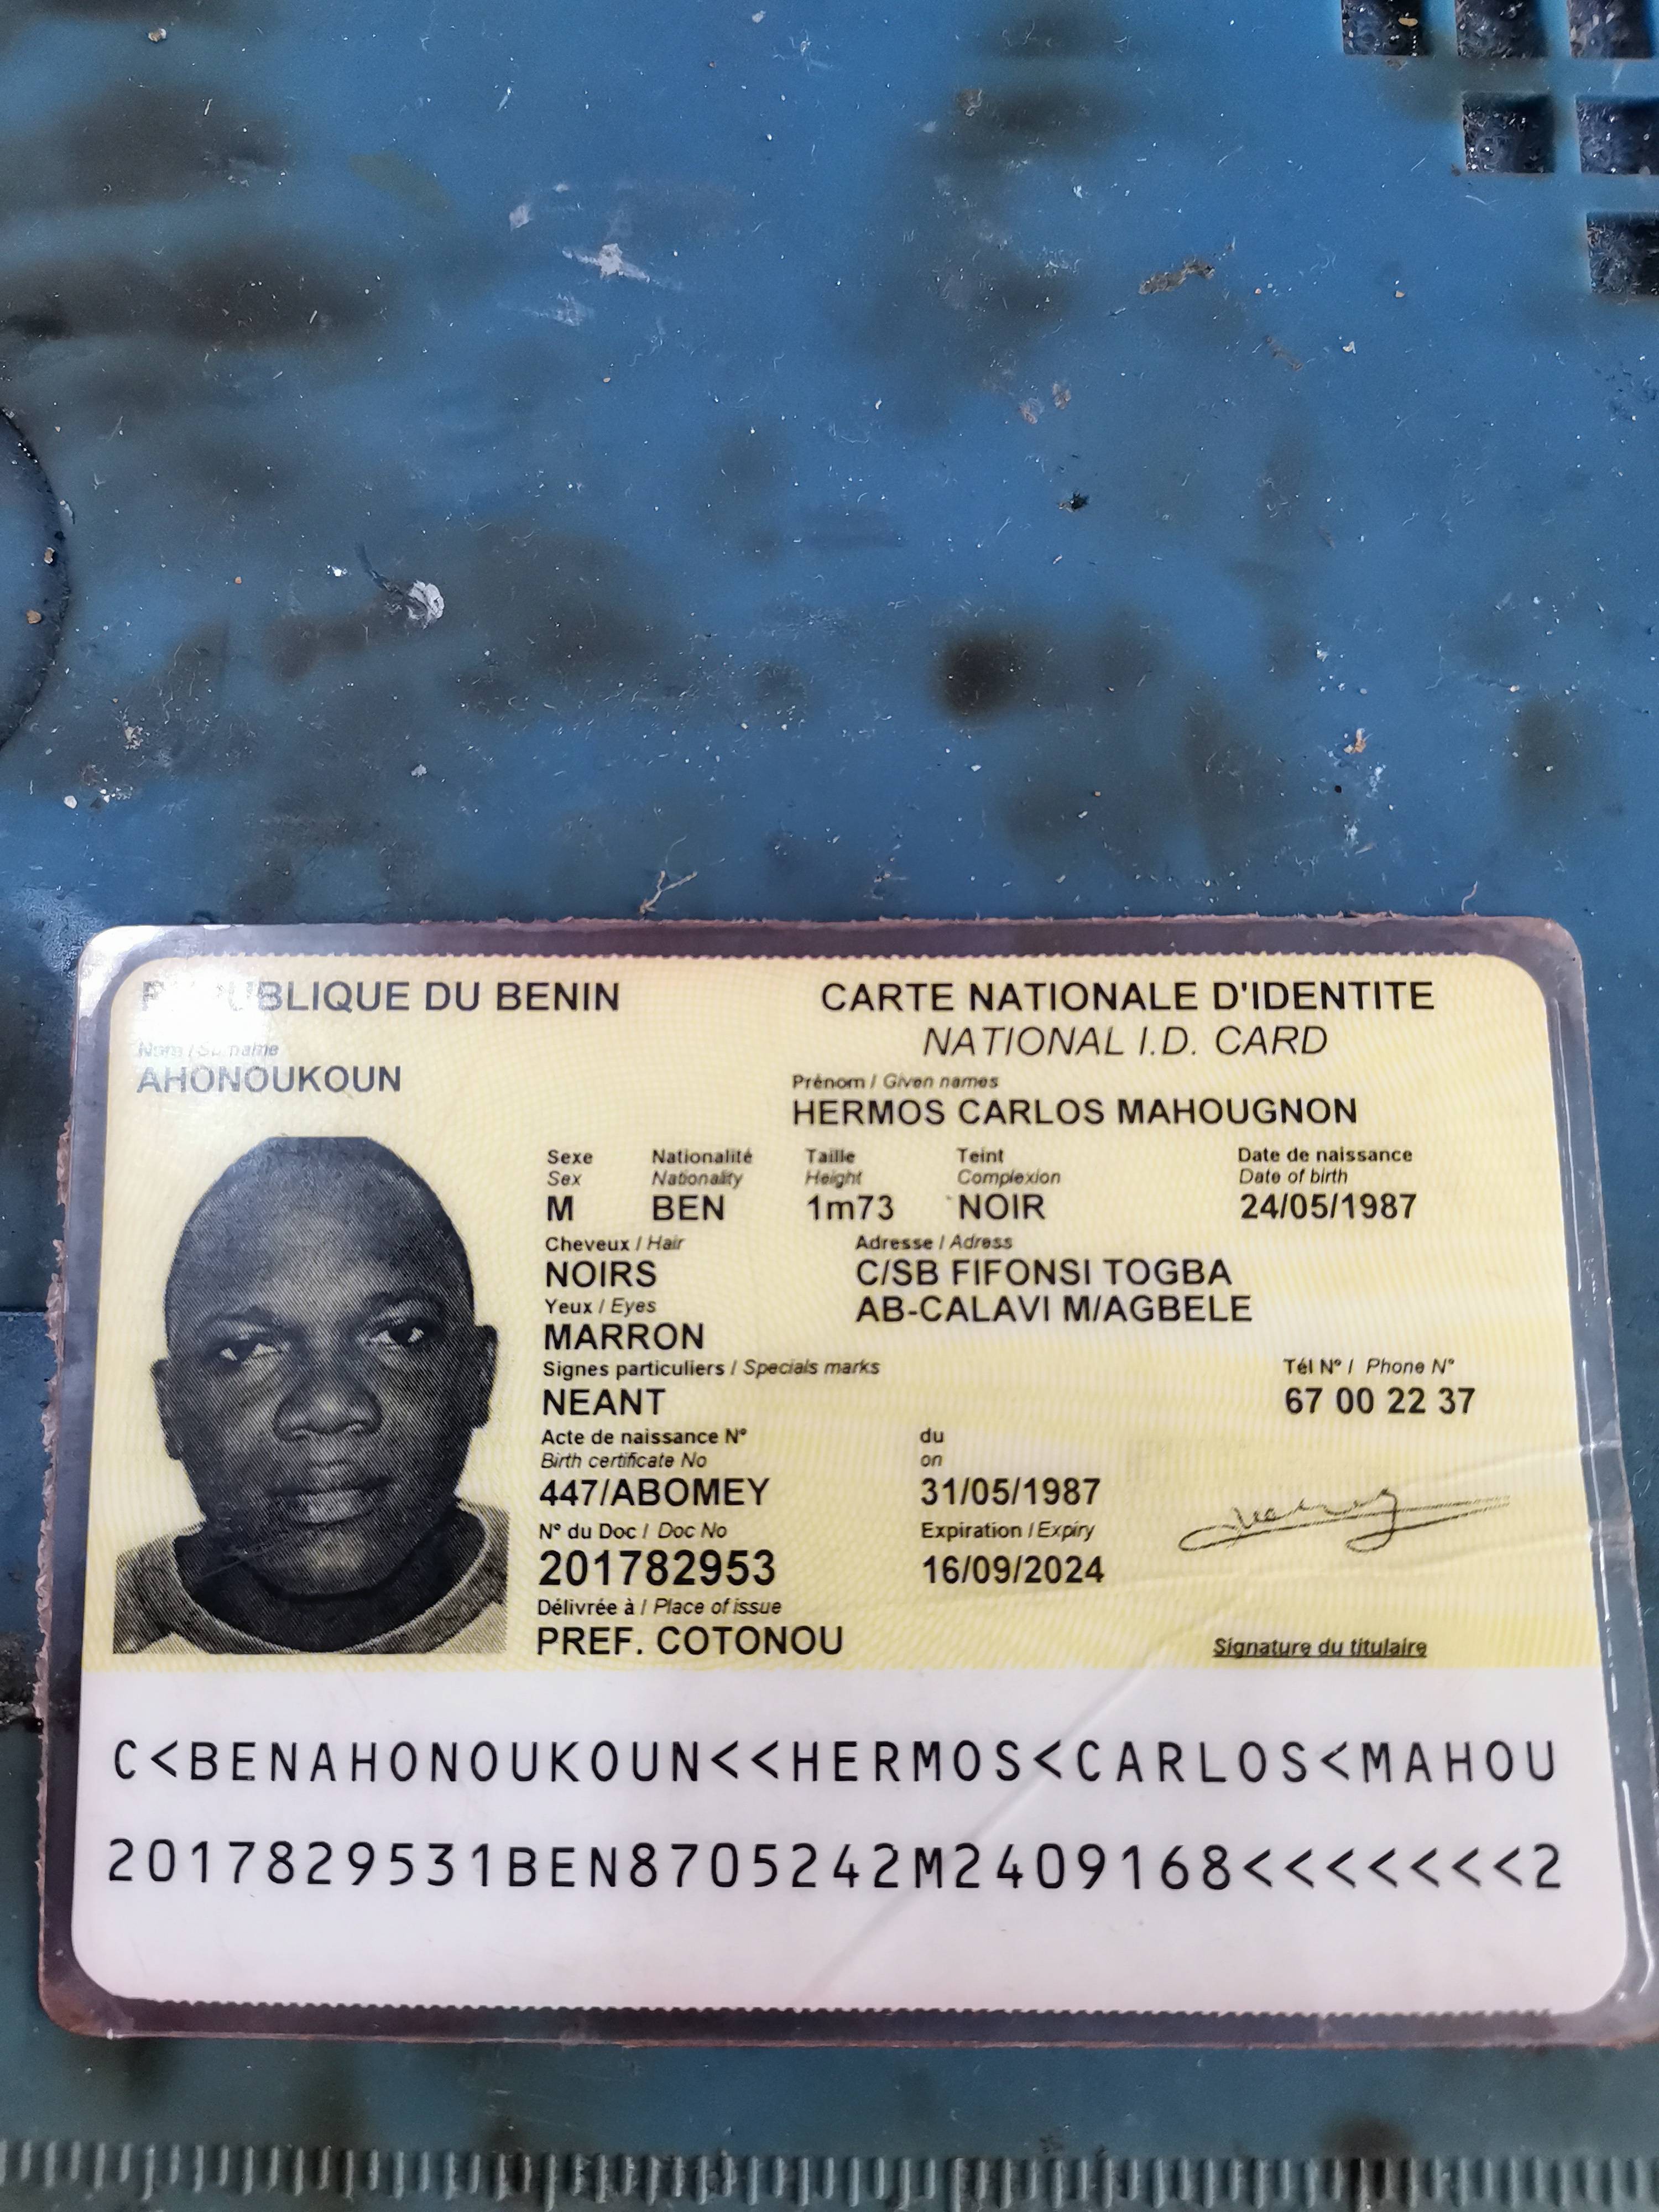 REPUBLIQUE DU BENIN
CARTE NATIONALE D'IDENTITE
NATIONAL I.D. CARD
Nom / Surname
AHONOUKOUN
Prénom / Given names
HERMOS CARLOS MAHOUGNON
Sexe Nationalité Taille Teint Date de naissance
Sex Nationality Height Complexion Date of birth
M BEN 1m73 NOIR 24/05/1987
Cheveux / Hair Adresse / Adress
NOIRS C/SB FIFONSI TOGBA
Yeux / Eyes AB-CALAVI M/AGBELE
MARRON
Signes particuliers / Specials marks Tél N° / Phone N°
NEANT 67 00 22 37
Acte de naissance N° du
Birth certificate No on
447/ABOMEY 31/05/1987
N° du Doc / Doc No Expiration / Expiry
201782953 16/09/2024
Délivrée à / Place of issue
PREF. COTONOU Signature du titulaire
C<BENAHONOUKOUN<<HERMOS<CARLOS<MAHOU
2017829531BEN8705242M2409168<<<<<<<2